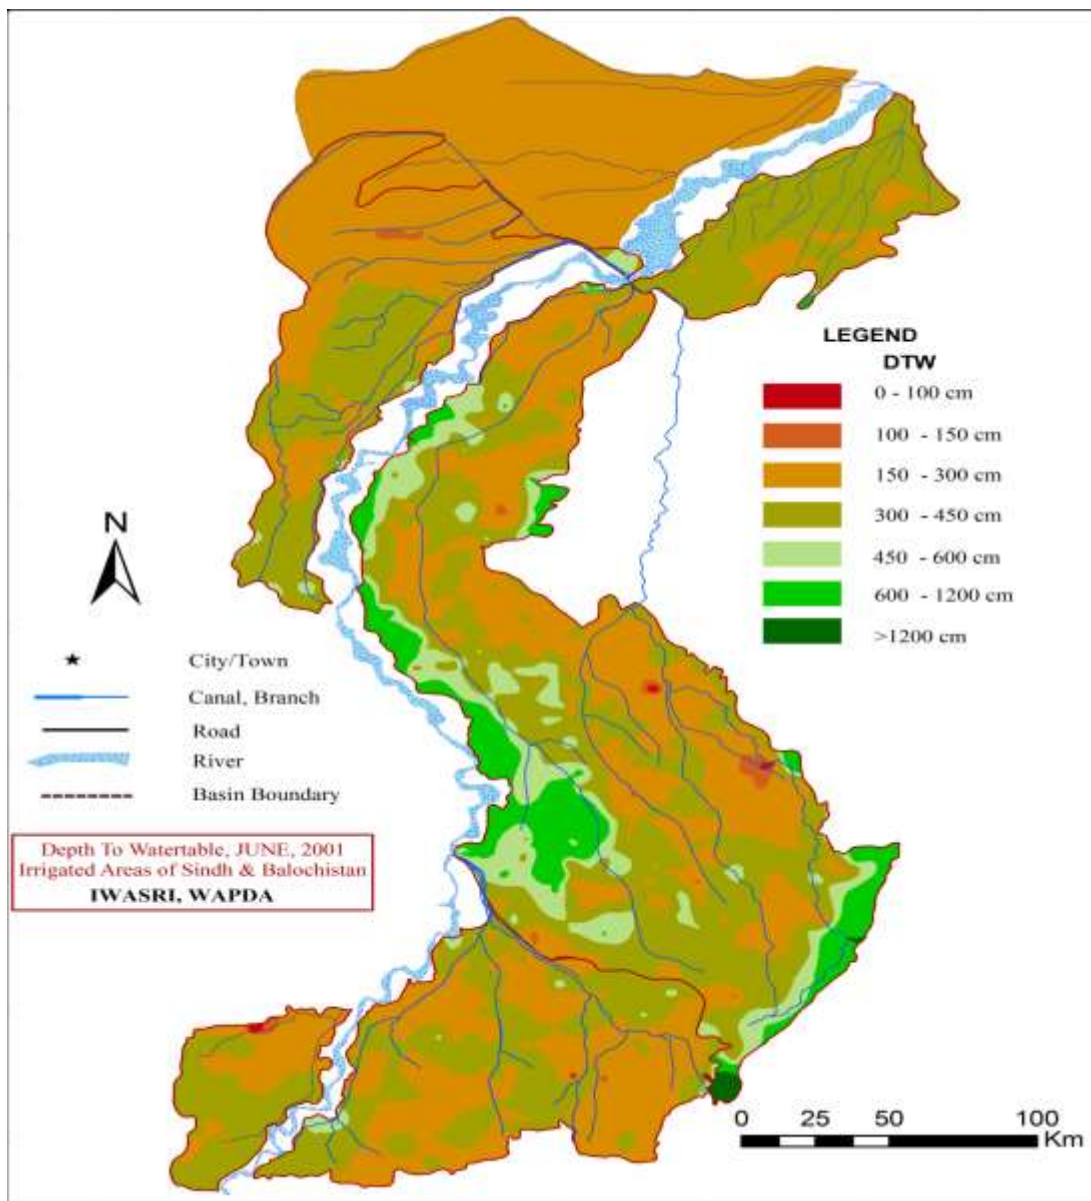 LEGEND
DTW
0 - 100 cm
100 - 150 cm
150 - 300 cm
300 - 450 cm
450 - 600 cm
600 - 1200 cm
>1200 cm
N
City/Town
Canal, Branch
Road
River
Basin Boundary
Depth To Watertable, JUNE, 2001
Irrigated Areas of Sindh & Balochistan
IWASRI, WAPDA
0 25 50 100
Km